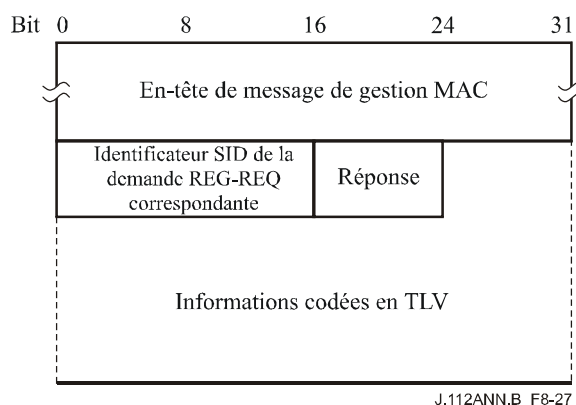 Bit 0 8 16 24 31
En-tête de message de gestion MAC
Identificateur SID de la
demande REG-REQ
correspondante
Réponse
Informations codées en TLV
J.112ANN.B_F8-27